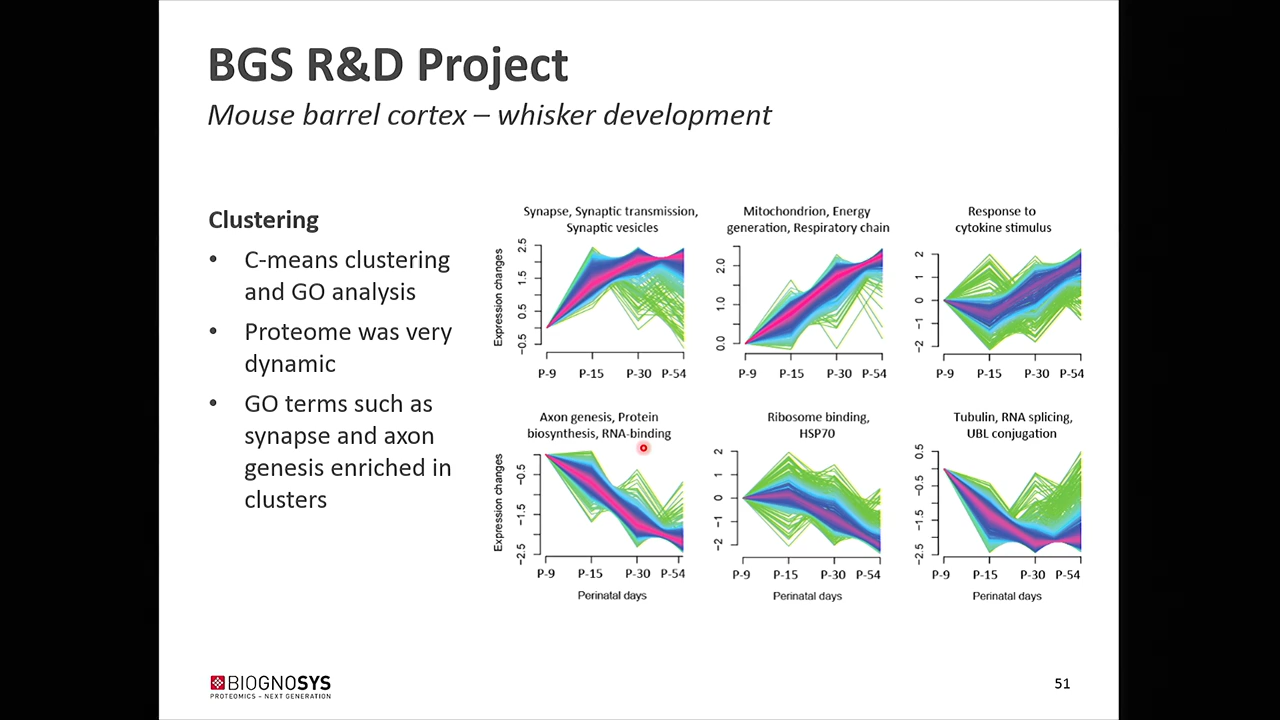 BGS R&D Project
Mouse barrel cortex – whisker development
Clustering
• C-means clustering
and GO analysis
• Proteome was very
dynamic
• GO terms such as
synapse and axon
genesis enriched in
clusters
Synapse, Synaptic transmission,
Synaptic vesicles
Expression changes
2.5
1.5
0.5
-0.5
P-9 P-15 P-30 P-54
Mitochondrion, Energy
generation, Respiratory chain
2.0
1.0
0.0
P-9 P-15 P-30 P-54
Response to
cytokine stimulus
2
1
0
-1
-2
P-9 P-15 P-30 P-54
Axon genesis, Protein
biosynthesis, RNA-binding
Expression changes
-0.5
-1.5
-2.5
P-9 P-15 P-30 P-54
Perinatal days
Ribosome binding,
HSP70
2
1
0
-1
-2
P-9 P-15 P-30 P-54
Perinatal days
Tubulin, RNA splicing,
UBL conjugation
0.5
-0.5
-1.5
-2.5
P-9 P-15 P-30 P-54
Perinatal days
BIOGNOSYS
PROTEOMICS – NEXT GENERATION
51